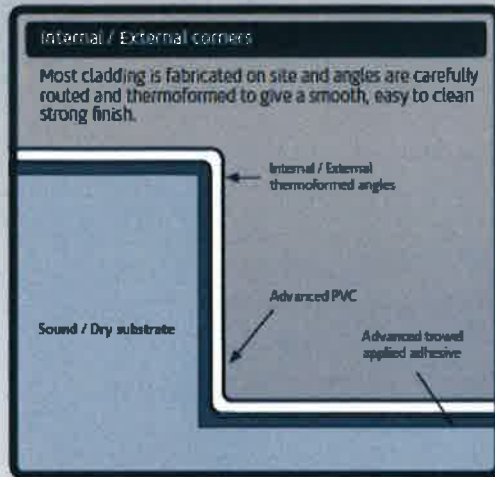 Internal / External corners
Most cladding is fabricated on site and angles are carefully
routed and thermoformed to give a smooth, easy to clean
strong finish.
Internal / External
thermoformed angles
Advanced PVC
Sound / Dry substrate
Advanced trowel
applied adhesive